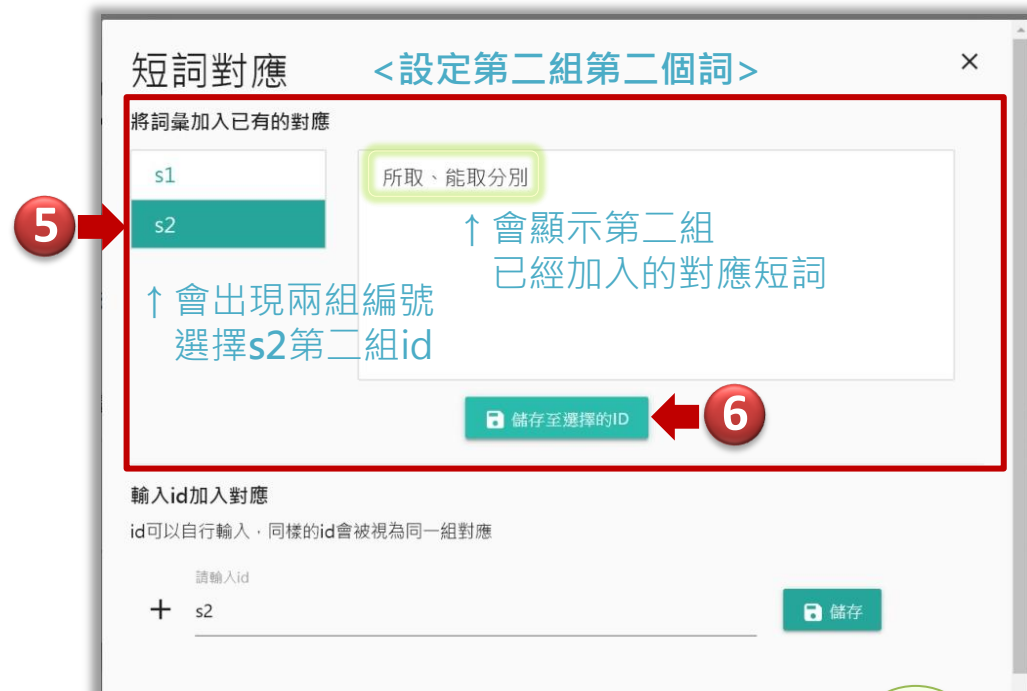 短詞對應 <設定第二組第二個詞> ×
將詞彙加入已有的對應
s1
所取、能取分別
5
s2
↑會顯示第二組
已經加入的對應短詞
↑會出現兩組編號
選擇s2第二組id
儲存至選擇的ID
6
輸入id加入對應
id可以自行輸入，同樣的id會被視為同一組對應
請輸入id
+ s2
儲存